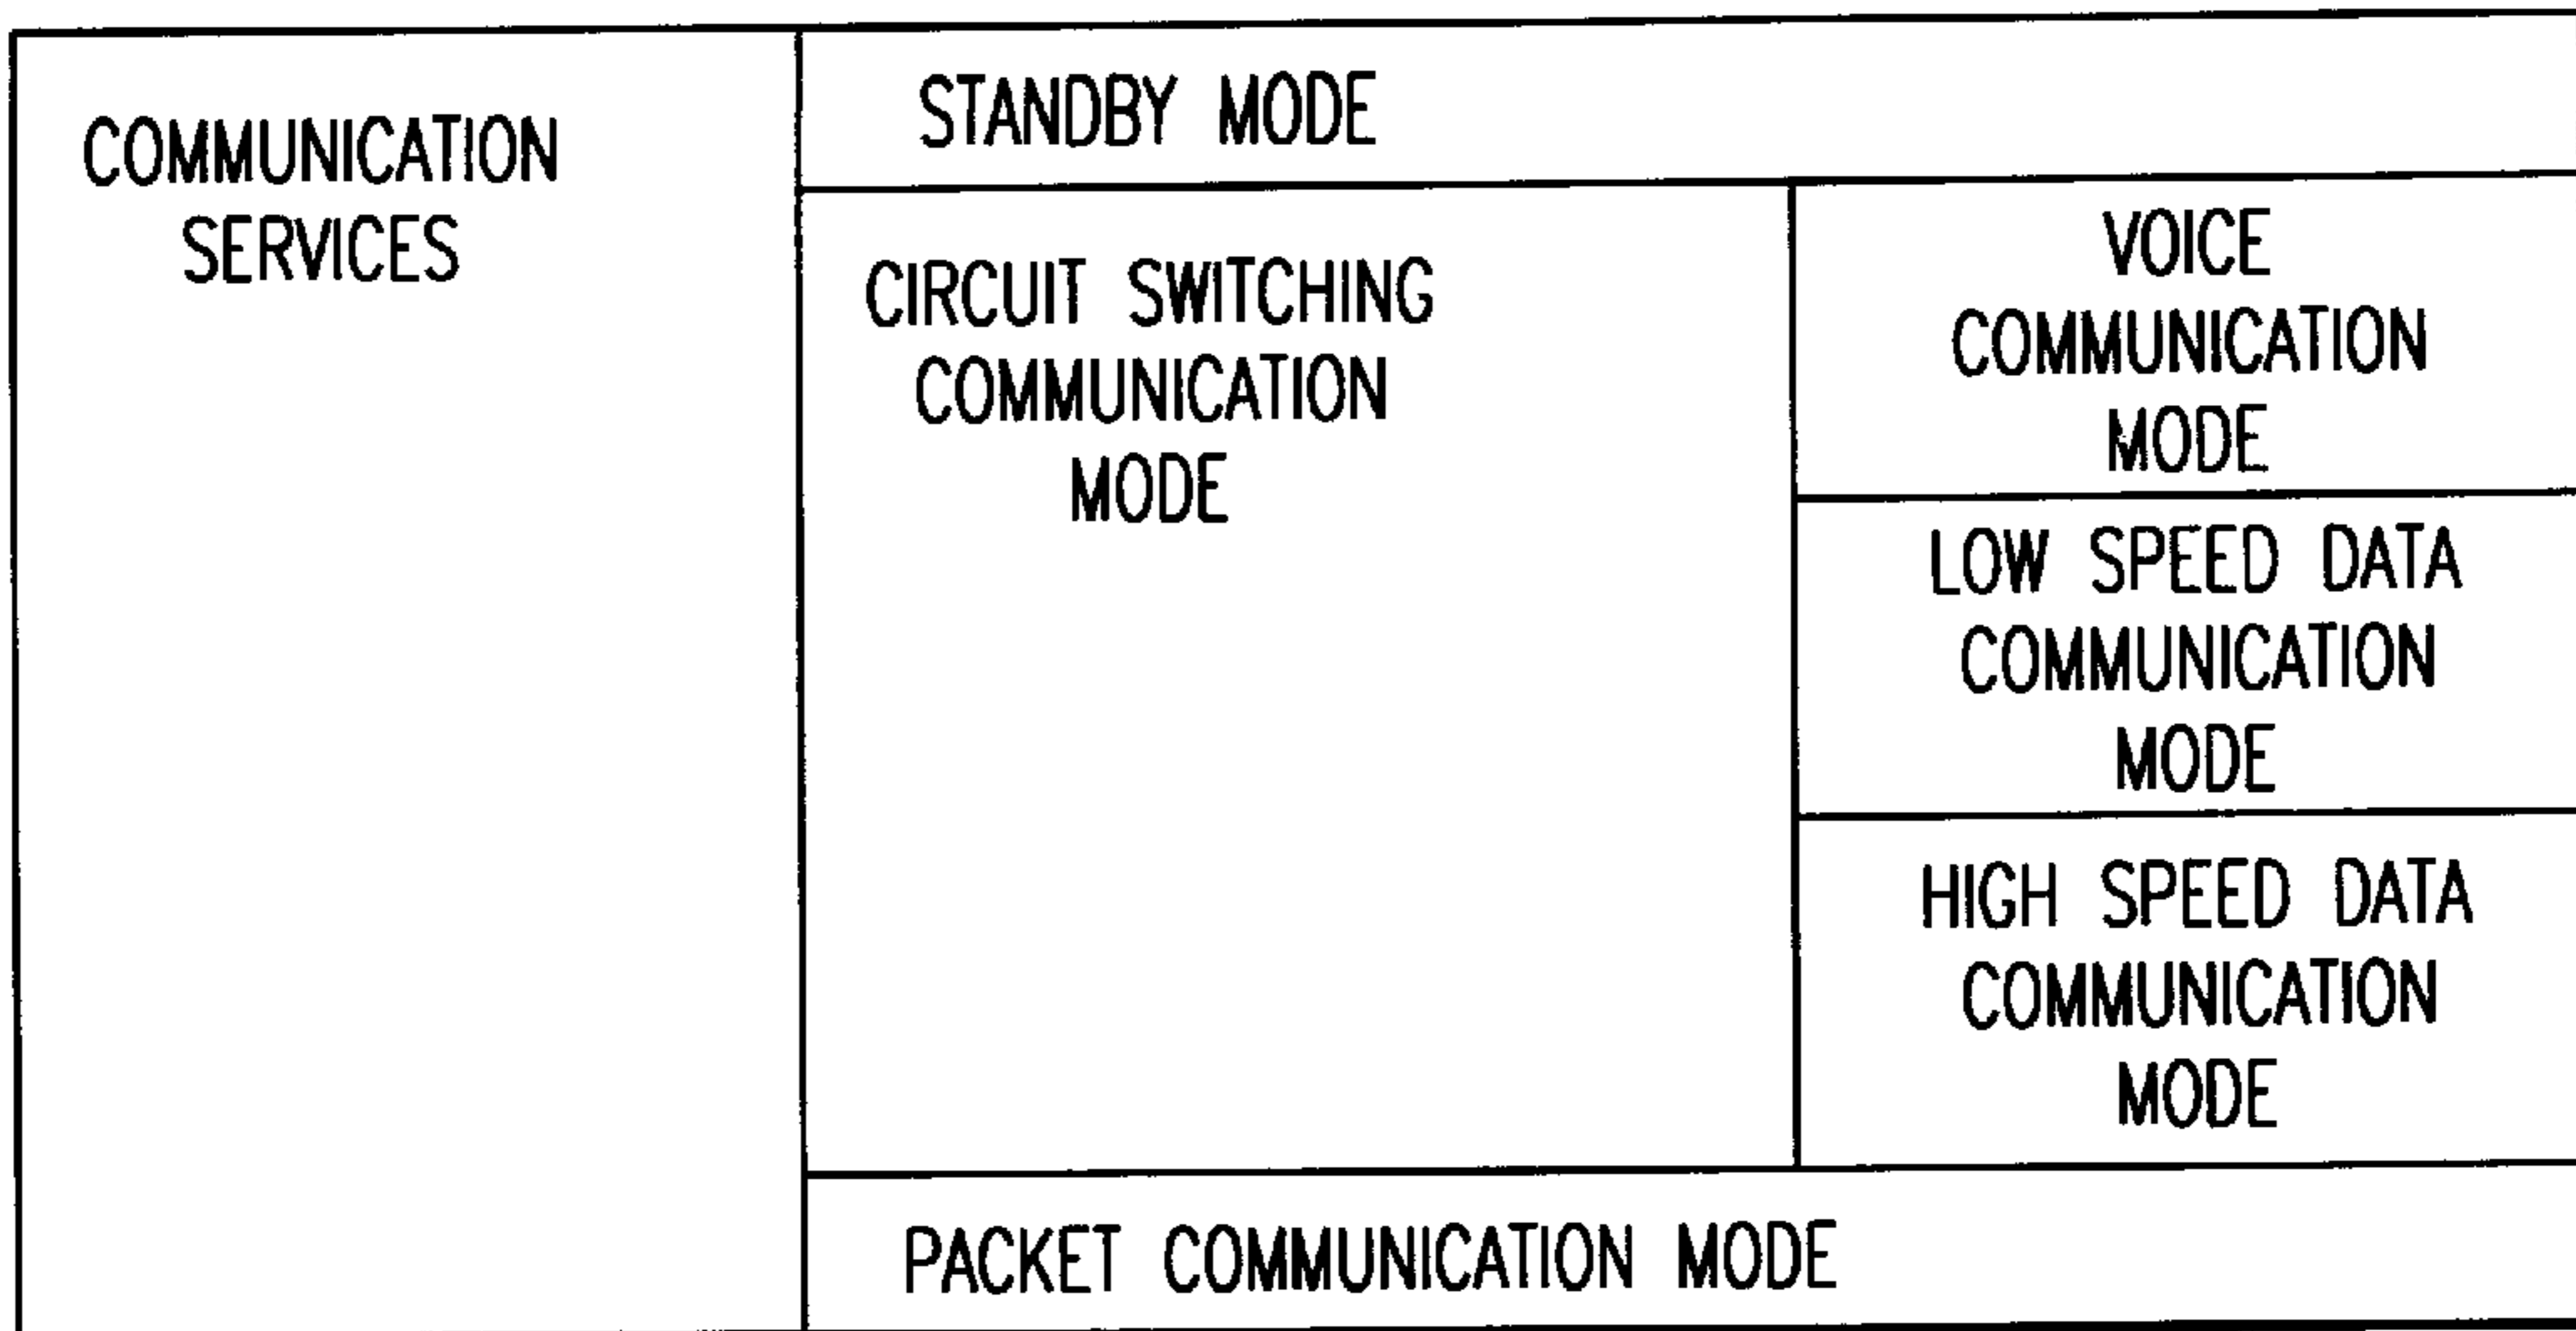 COMMUNICATION
SERVICES
STANDBY MODE
CIRCUIT SWITCHING
COMMUNICATION
MODE
VOICE
COMMUNICATION
MODE
LOW SPEED DATA
COMMUNICATION
MODE
HIGH SPEED DATA
COMMUNICATION
MODE
PACKET COMMUNICATION MODE